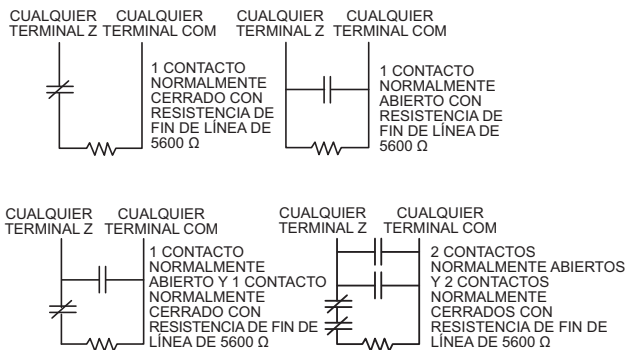 CUALQUIER
TERMINAL Z
CUALQUIER
TERMINAL COM
1 CONTACTO
NORMALMENTE
CERRADO CON
RESISTENCIA DE
FIN DE LÍNEA DE
5600 Ω
CUALQUIER
TERMINAL Z
CUALQUIER
TERMINAL COM
1 CONTACTO
NORMALMENTE
ABIERTO CON
RESISTENCIA DE
FIN DE LÍNEA DE
5600 Ω
CUALQUIER
TERMINAL Z
CUALQUIER
TERMINAL COM
1 CONTACTO
NORMALMENTE
ABIERTO Y 1 CONTACTO
NORMALMENTE
CERRADO CON
RESISTENCIA DE FIN DE
LÍNEA DE 5600 Ω
CUALQUIER
TERMINAL Z
CUALQUIER
TERMINAL COM
2 CONTACTOS
NORMALMENTE ABIERTOS
Y 2 CONTACTOS
NORMALMENTE
CERRADOS CON
RESISTENCIA DE FIN DE
LÍNEA DE 5600 Ω